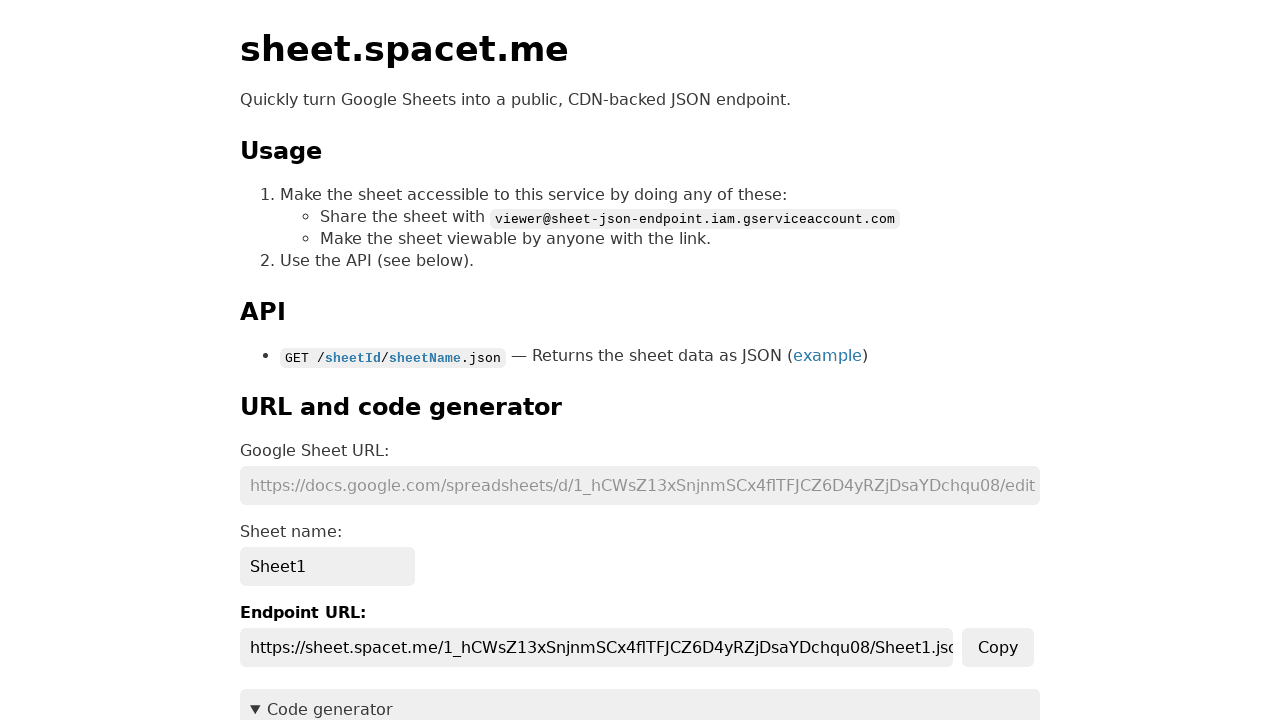 sheet.spacet.me
Quickly turn Google Sheets into a public, CDN-backed JSON endpoint.
Usage
1. Make the sheet accessible to this service by doing any of these:
Share the sheet with viewer@sheet-json-endpoint.iam.gserviceaccount.com
Make the sheet viewable by anyone with the link.
2. Use the API (see below).
API
GET /sheetId/sheetName.json — Returns the sheet data as JSON (example)
URL and code generator
Google Sheet URL:
https://docs.google.com/spreadsheets/d/1_hCWsZ13xSnjnmSCx4flTFJCZ6D4yRZjDsaYDchqu08/edit
Sheet name:
Sheet1
Endpoint URL:
https://sheet.spacet.me/1_hCWsZ13xSnjnmSCx4flTFJCZ6D4yRZjDsaYDchqu08/Sheet1.jso
Copy
▼ Code generator